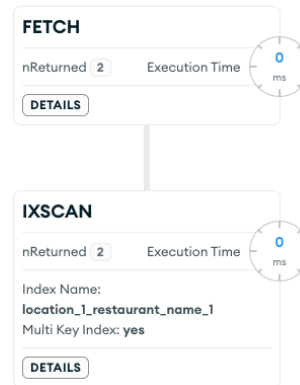 FETCH
nReturned 2 Execution Time 0 ms
DETAILS
IXSCAN
nReturned 2 Execution Time 0 ms
Index Name:
location_1_restaurant_name_1
Multi Key Index: yes
DETAILS